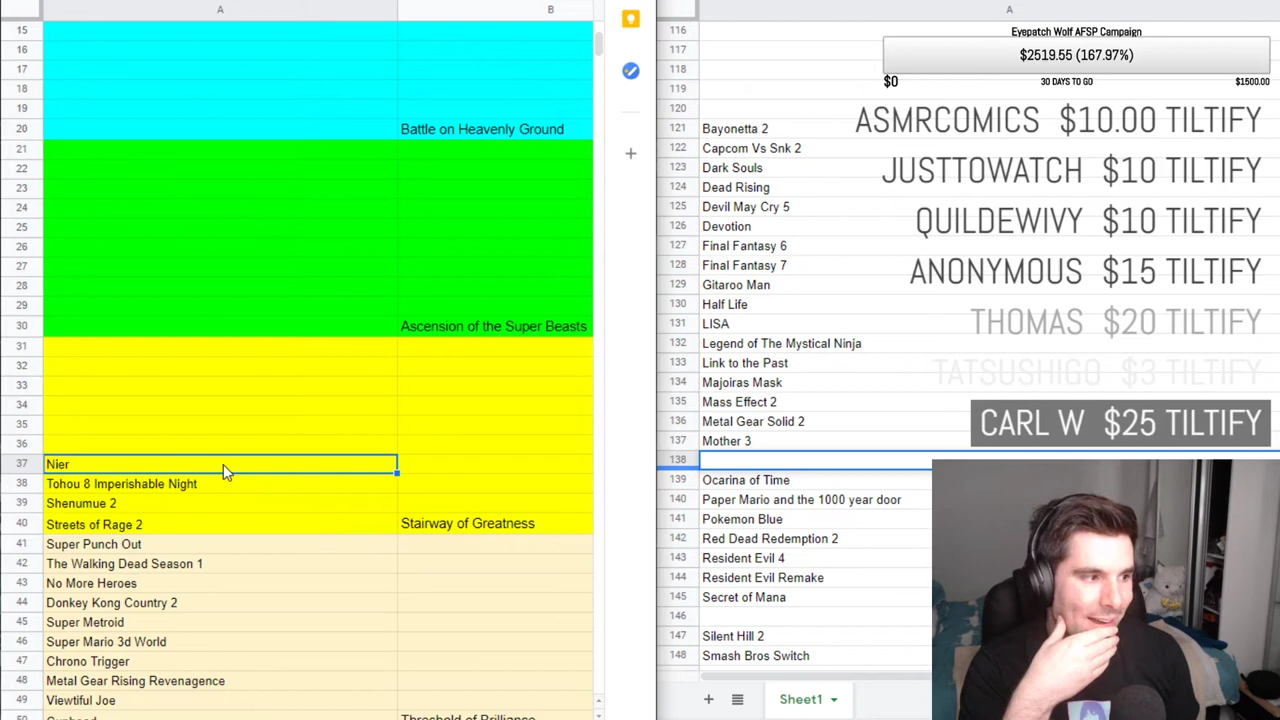 A
B
15
16
17
18
19
20 Battle on Heavenly Ground
21
22
23
24
25
26
27
28
29
30 Ascension of the Super Beasts
31
32
33
34
35
36
37 Nier
38 Tohou 8 Imperishable Night
39 Shenumue 2
40 Streets of Rage 2 Stairway of Greatness
41 Super Punch Out
42 The Walking Dead Season 1
43 No More Heroes
44 Donkey Kong Country 2
45 Super Metroid
46 Super Mario 3d World
47 Chrono Trigger
48 Metal Gear Rising Revenagence
49 Viewtiful Joe
A
116
117
118
119
120
121 Bayonetta 2
122 Capcom Vs Snk 2
123 Dark Souls
124 Dead Rising
125 Devil May Cry 5
126 Devotion
127 Final Fantasy 6
128 Final Fantasy 7
129 Gitaroo Man
130 Half Life
131 LISA
132 Legend of The Mystical Ninja
133 Link to the Past
134 Majoiras Mask
135 Mass Effect 2
136 Metal Gear Solid 2
137 Mother 3
138
139 Ocarina of Time
140 Paper Mario and the 1000 year door
141 Pokemon Blue
142 Red Dead Redemption 2
143 Resident Evil 4
144 Resident Evil Remake
145 Secret of Mana
146
147 Silent Hill 2
148 Smash Bros Switch
Sheet1
Eyepatch Wolf AFSP Campaign
$2519.55 (167.97%)
$0 30 DAYS TO GO $1500.00
ASMRCOMICS $10.00 TILTIFY
JUSTTOWATCH $10 TILTIFY
QUILDEWIVY $10 TILTIFY
ANONYMOUS $15 TILTIFY
THOMAS $20 TILTIFY
TATSUSHIGO $3 TILTIFY
CARL W $25 TILTIFY